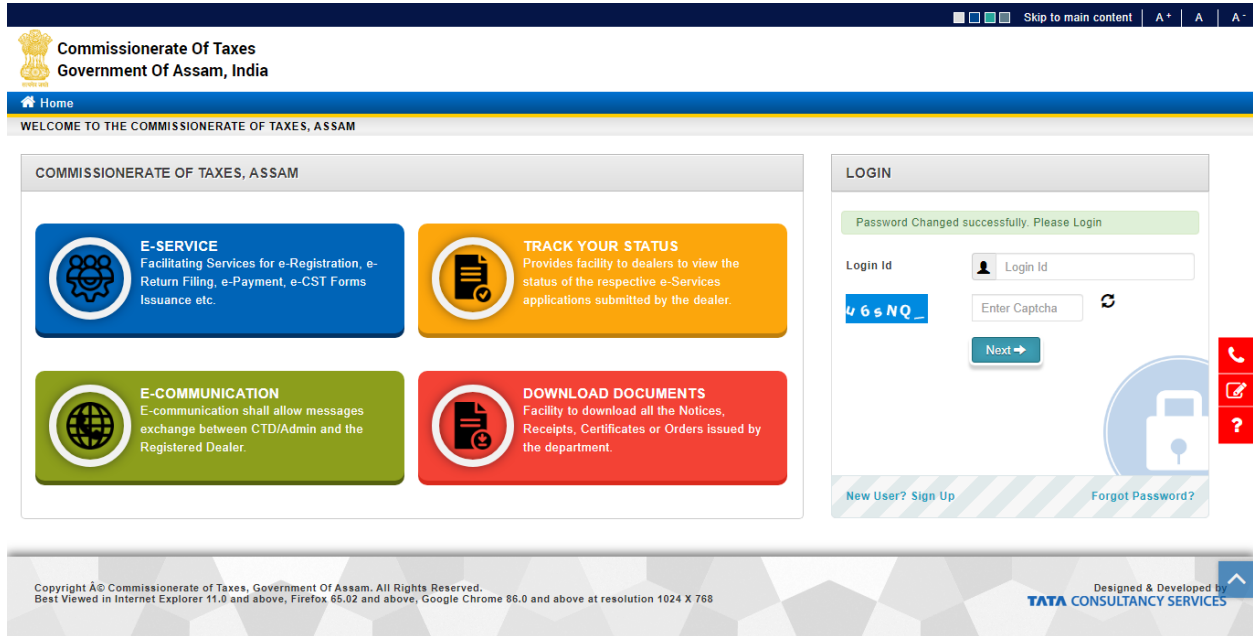 Skip to main content A+ A A-
Commissionerate Of Taxes
Government Of Assam, India
Home
WELCOME TO THE COMMISSIONERATE OF TAXES, ASSAM
COMMISSIONERATE OF TAXES, ASSAM
E-SERVICE
Facilitating Services for e-Registration, e-
Return Filing, e-Payment, e-CST Forms
Issuance etc.
TRACK YOUR STATUS
Provides facility to dealers to view the
status of the respective e-Services
applications submitted by the dealer.
E-COMMUNICATION
E-communication shall allow messages
exchange between CTD/Admin and the
Registered Dealer.
DOWNLOAD DOCUMENTS
Facility to download all the Notices,
Receipts, Certificates or Orders issued by
the department.
LOGIN
Password Changed successfully. Please Login
Login Id
Login Id
4 6 s N Q _
Enter Captcha
Next
New User? Sign Up
Forgot Password?
?
Copyright Â© Commissionerate of Taxes, Government Of Assam. All Rights Reserved.
Best Viewed in Internet Explorer 11.0 and above, Firefox 65.02 and above, Google Chrome 86.0 and above at resolution 1024 X 768
Designed & Developed by
TATA CONSULTANCY SERVICES